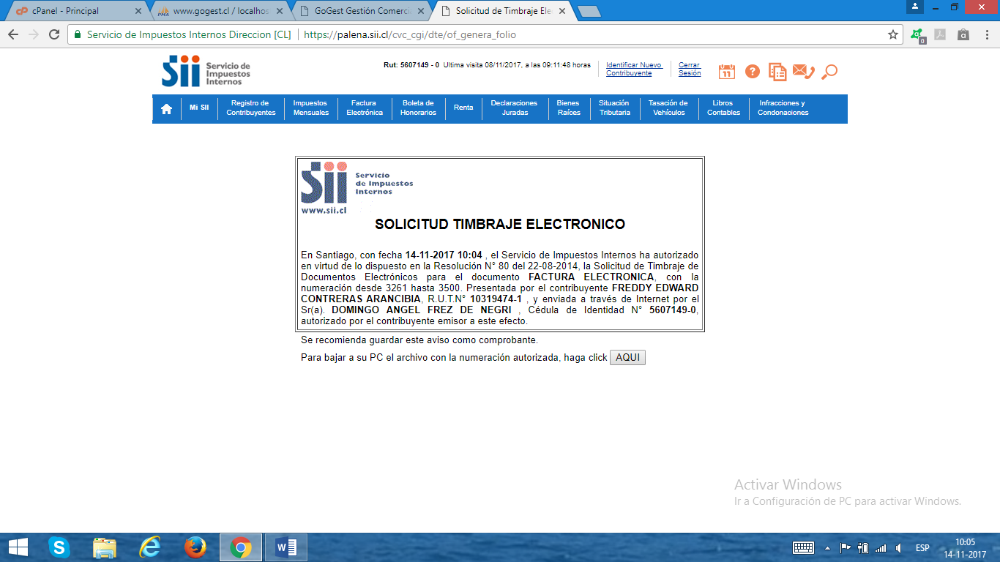 cPanel - Principal
www.gogest.cl / localhos
GoGest Gestión Comerci
Solicitud de Timbraje Ele
Servicio de Impuestos Internos Direccion [CL]
https://palena.sii.cl/cvc_cgi/dte/of_genera_folio
0
Sii Servicio de Impuestos Internos
Rut: 5607149 - 0 Ultima visita 08/11/2017, a las 09:11:48 horas
Identificar Nuevo Contribuyente
Cerrar Sesión
11
Mi SII
Registro de Contribuyentes
Impuestos Mensuales
Factura Electrónica
Boleta de Honorarios
Renta
Declaraciones Juradas
Bienes Raíces
Situación Tributaria
Tasación de Vehículos
Libros Contables
Infracciones y Condonaciones
Sii Servicio de Impuestos Internos
www.sii.cl
SOLICITUD TIMBRAJE ELECTRONICO
En Santiago, con fecha 14-11-2017 10:04 , el Servicio de Impuestos Internos ha autorizado
en virtud de lo dispuesto en la Resolución N° 80 del 22-08-2014, la Solicitud de Timbraje de
Documentos Electrónicos para el documento FACTURA ELECTRONICA, con la
numeración desde 3261 hasta 3500. Presentada por el contribuyente FREDDY EDWARD
CONTRERAS ARANCIBIA, R.U.T.N° 10319474-1 , y enviada a través de Internet por el
Sr(a). DOMINGO ANGEL FREZ DE NEGRI , Cédula de Identidad N° 5607149-0,
autorizado por el contribuyente emisor a este efecto.
Se recomienda guardar este aviso como comprobante.
Para bajar a su PC el archivo con la numeración autorizada, haga click AQUI
Activar Windows
Ir a Configuración de PC para activar Windows.
ESP
10:05
14-11-2017